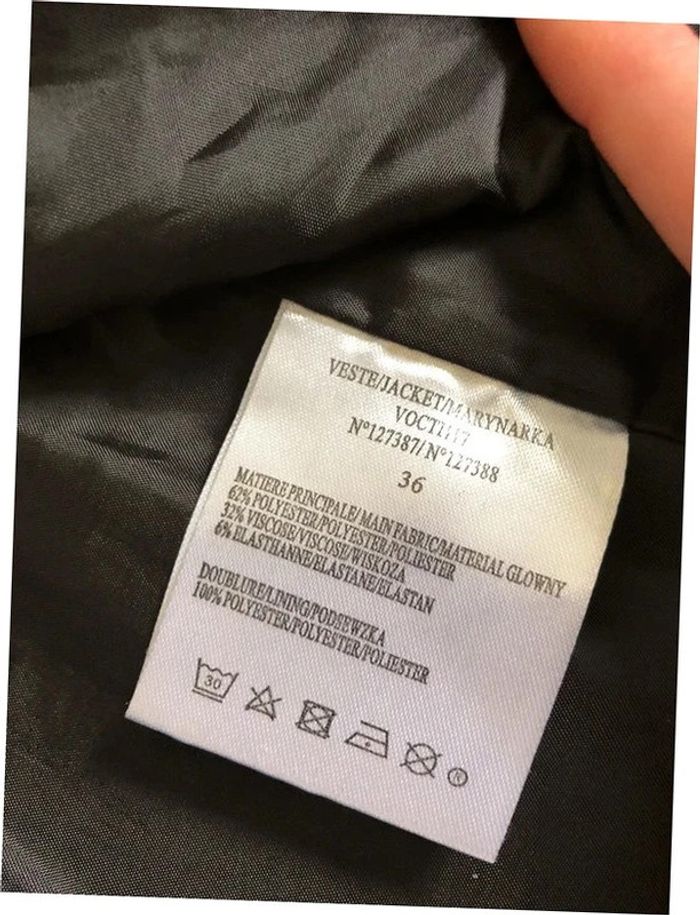 VESTE/JACKET/MARYNARKA
N°127387/N°127388
36
MATIERE PRINCIPALE/MAIN FABRIC/MATERIAL GLOWNY
62% POLYESTER/POLYESTER/POLIESTER
32% VISCOSE/VISCOSE/WISKOZA
6% ELASTHANNE/ELASTANE/ELASTAN
DOUBLURE/LINING/PODSEWZKA
100% POLYESTER/POLYESTER/POLIESTER
30
®